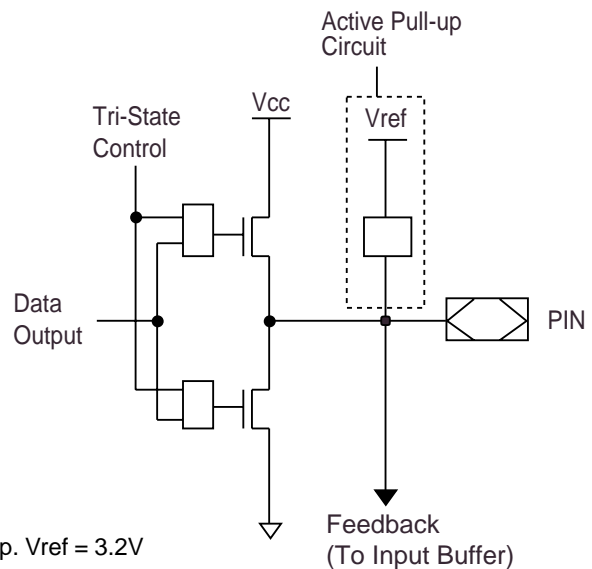 Active Pull-up
Circuit
Vcc
Vref
Tri-State
Control
Data
Output
PIN
Feedback
(To Input Buffer)
p. Vref = 3.2V